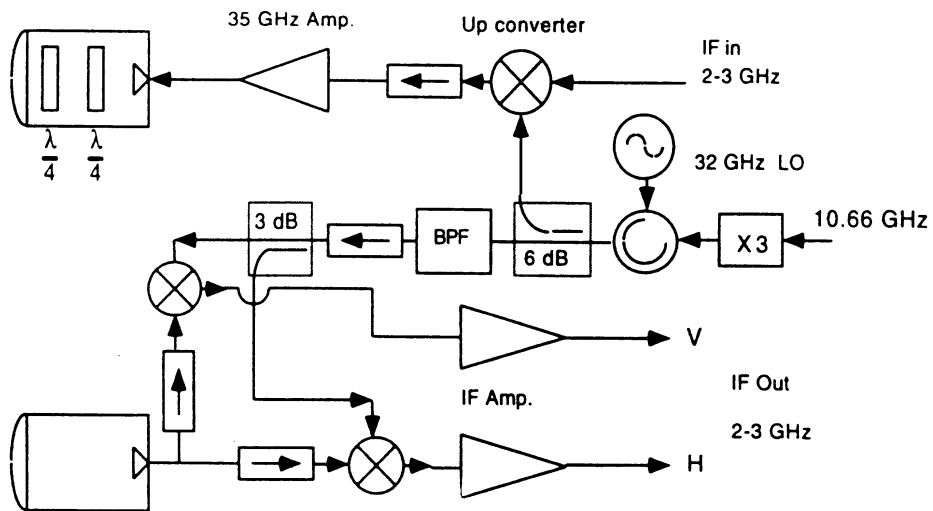 35 GHz Amp.
Up converter
IF in
2-3 GHz
λ
4
λ
4
32 GHz LO
10.66 GHz
3 dB
BPF
6 dB
X3
V
IF Amp.
IF Out
2-3 GHz
H